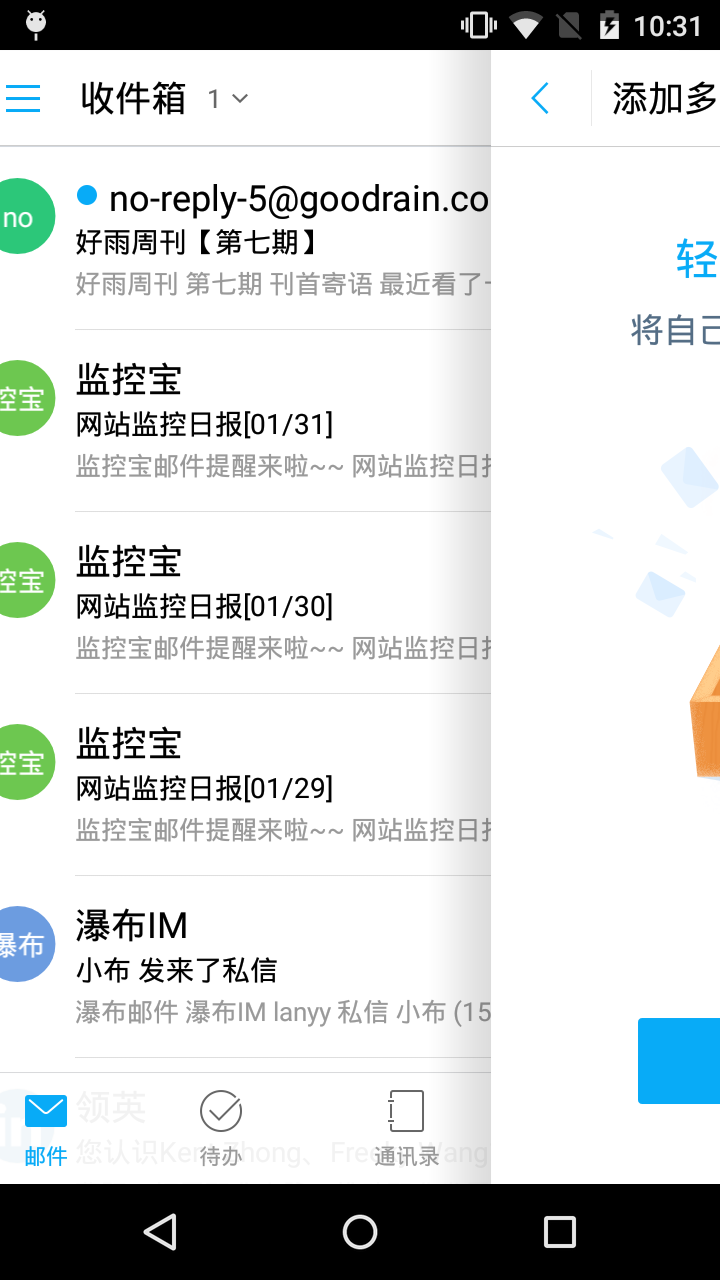 10:31
收件箱 1
添加多
no
no-reply-5@goodrain.co
好雨周刊【第七期】
好雨周刊 第七期 刊首寄语 最近看了一
轻
将自己
控宝
监控宝
网站监控日报[01/31]
监控宝邮件提醒来啦~~ 网站监控日报
控宝
监控宝
网站监控日报[01/30]
监控宝邮件提醒来啦~~ 网站监控日报
控宝
监控宝
网站监控日报[01/29]
监控宝邮件提醒来啦~~ 网站监控日报
瀑布
瀑布IM
小布 发来了私信
瀑布邮件 瀑布IM lanyy 私信 小布 (15
领英
您认识Kent Zhong、Free Wang
邮件
待办
通讯录